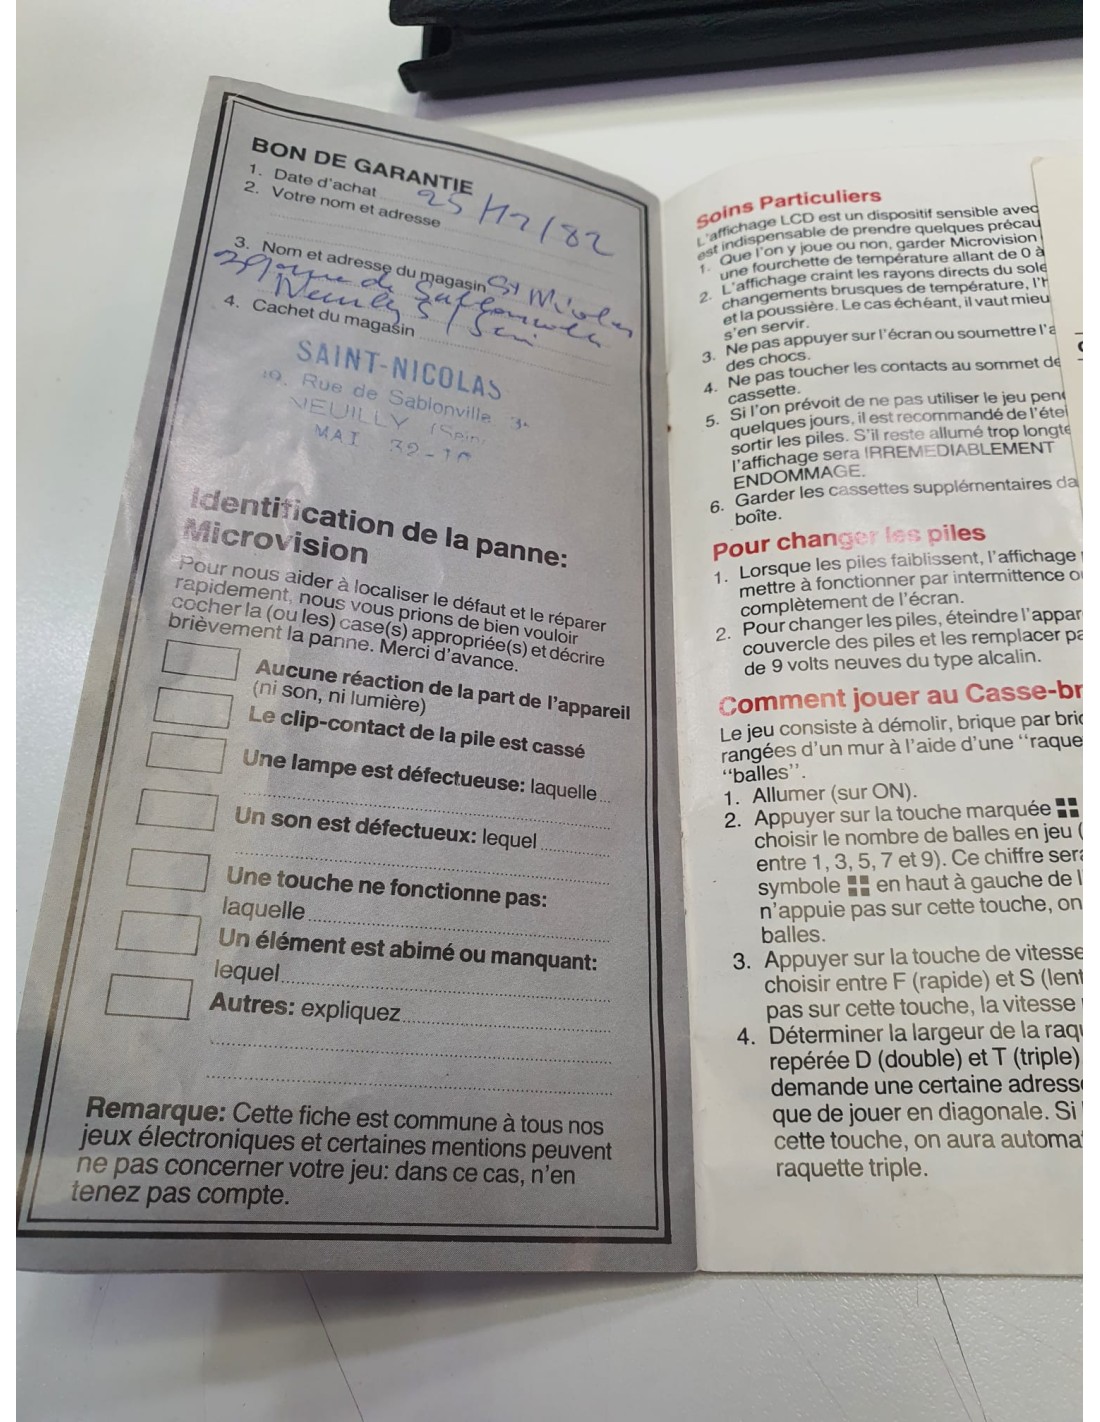 BON DE GARANTIE
1. Date d'achat 25/12/82
2. Votre nom et adresse
3. Nom et adresse du magasin St Nicolas
Neuilly s/
4. Cachet du magasin
SAINT-NICOLAS
Rue de Sablonville
NEUILLY
MAI
Identification de la panne:
Microvision
Pour nous aider à localiser le défaut et le réparer
rapidement, nous vous prions de bien vouloir
cocher la (ou les) case(s) appropriée(s) et décrire
brièvement la panne. Merci d'avance.
Aucune réaction de la part de l'appareil
(ni son, ni lumière)
Le clip-contact de la pile est cassé
Une lampe est défectueuse: laquelle
Un son est défectueux: lequel
Une touche ne fonctionne pas:
laquelle
Un élément est abimé ou manquant:
lequel
Autres: expliquez
Remarque: Cette fiche est commune à tous nos
jeux électroniques et certaines mentions peuvent
ne pas concerner votre jeu: dans ce cas, n'en
tenez pas compte.
Soins Particuliers
L'affichage LCD est un dispositif sensible avec
est indispensable de prendre quelques précau
1. Que l'on y joue ou non, garder Microvision
une fourchette de température allant de 0 à
2. L'affichage craint les rayons directs du sole
changements brusques de température, l'h
et la poussière. Le cas échéant, il vaut mieu
s'en servir.
3. Ne pas appuyer sur l'écran ou soumettre l'a
des chocs.
4. Ne pas toucher les contacts au sommet de
cassette.
5. Si l'on prévoit de ne pas utiliser le jeu pen
quelques jours, il est recommandé de l'étei
sortir les piles. S'il reste allumé trop longte
l'affichage sera IRREMEDIABLEMENT
ENDOMMAGE.
6. Garder les cassettes supplémentaires da
boîte.
Pour changer les piles
1. Lorsque les piles faiblissent, l'affichage
mettre à fonctionner par intermittence o
complètement de l'écran.
2. Pour changer les piles, éteindre l'appar
couvercle des piles et les remplacer pa
de 9 volts neuves du type alcalin.
Comment jouer au Casse-br
Le jeu consiste à démolir, brique par bric
rangées d'un mur à l'aide d'une "raque
"balles".
1. Allumer (sur ON).
2. Appuyer sur la touche marquée
choisir le nombre de balles en jeu (
entre 1, 3, 5, 7 et 9). Ce chiffre sera
symbole en haut à gauche de l'
n'appuie pas sur cette touche, on
balles.
3. Appuyer sur la touche de vitesse
choisir entre F (rapide) et S (lent
pas sur cette touche, la vitesse
4. Déterminer la largeur de la raqu
repérée D (double) et T (triple)
demande une certaine adress
que de jouer en diagonale. Si
cette touche, on aura automa
raquette triple.